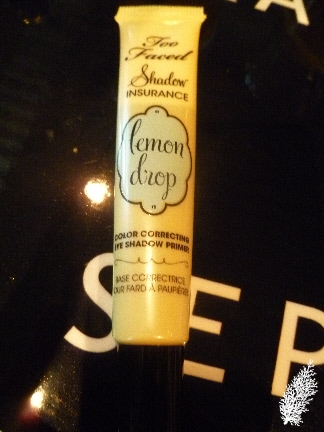 A
Too
Faced
Shadow
INSURANCE
lemon
drop
COLOR CORRECTING
EYE SHADOW PRIMER
BASE CORRECTRICE
POUR FARD À PAUPIÈRES
SEP